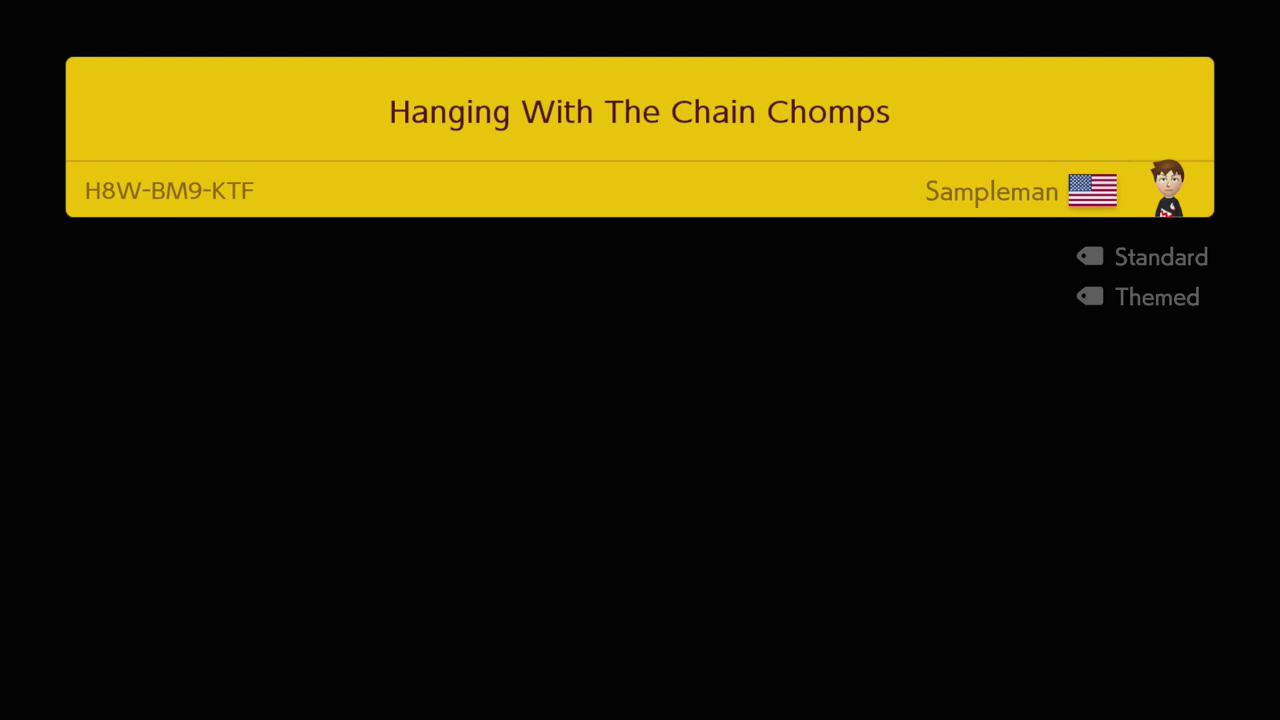 Hanging With The Chain Chomps
H8W-BM9-KTF
Sampleman
Standard
Themed